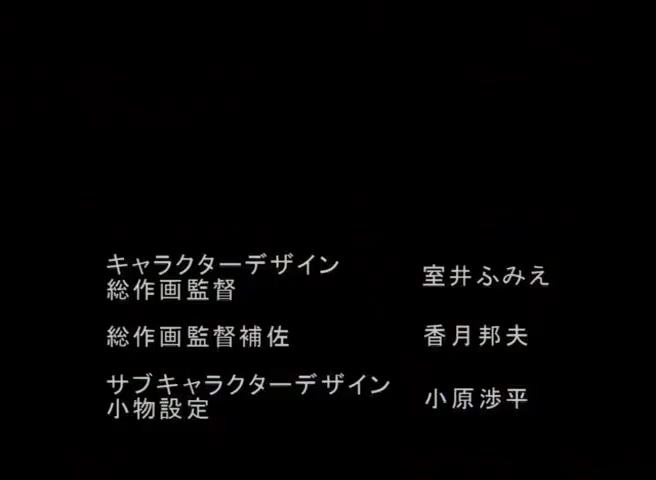 キャラクターデザイン
総作画監督
室井ふみえ
総作画監督補佐
香月邦夫
サブキャラクターデザイン
小物設定
小原渉平